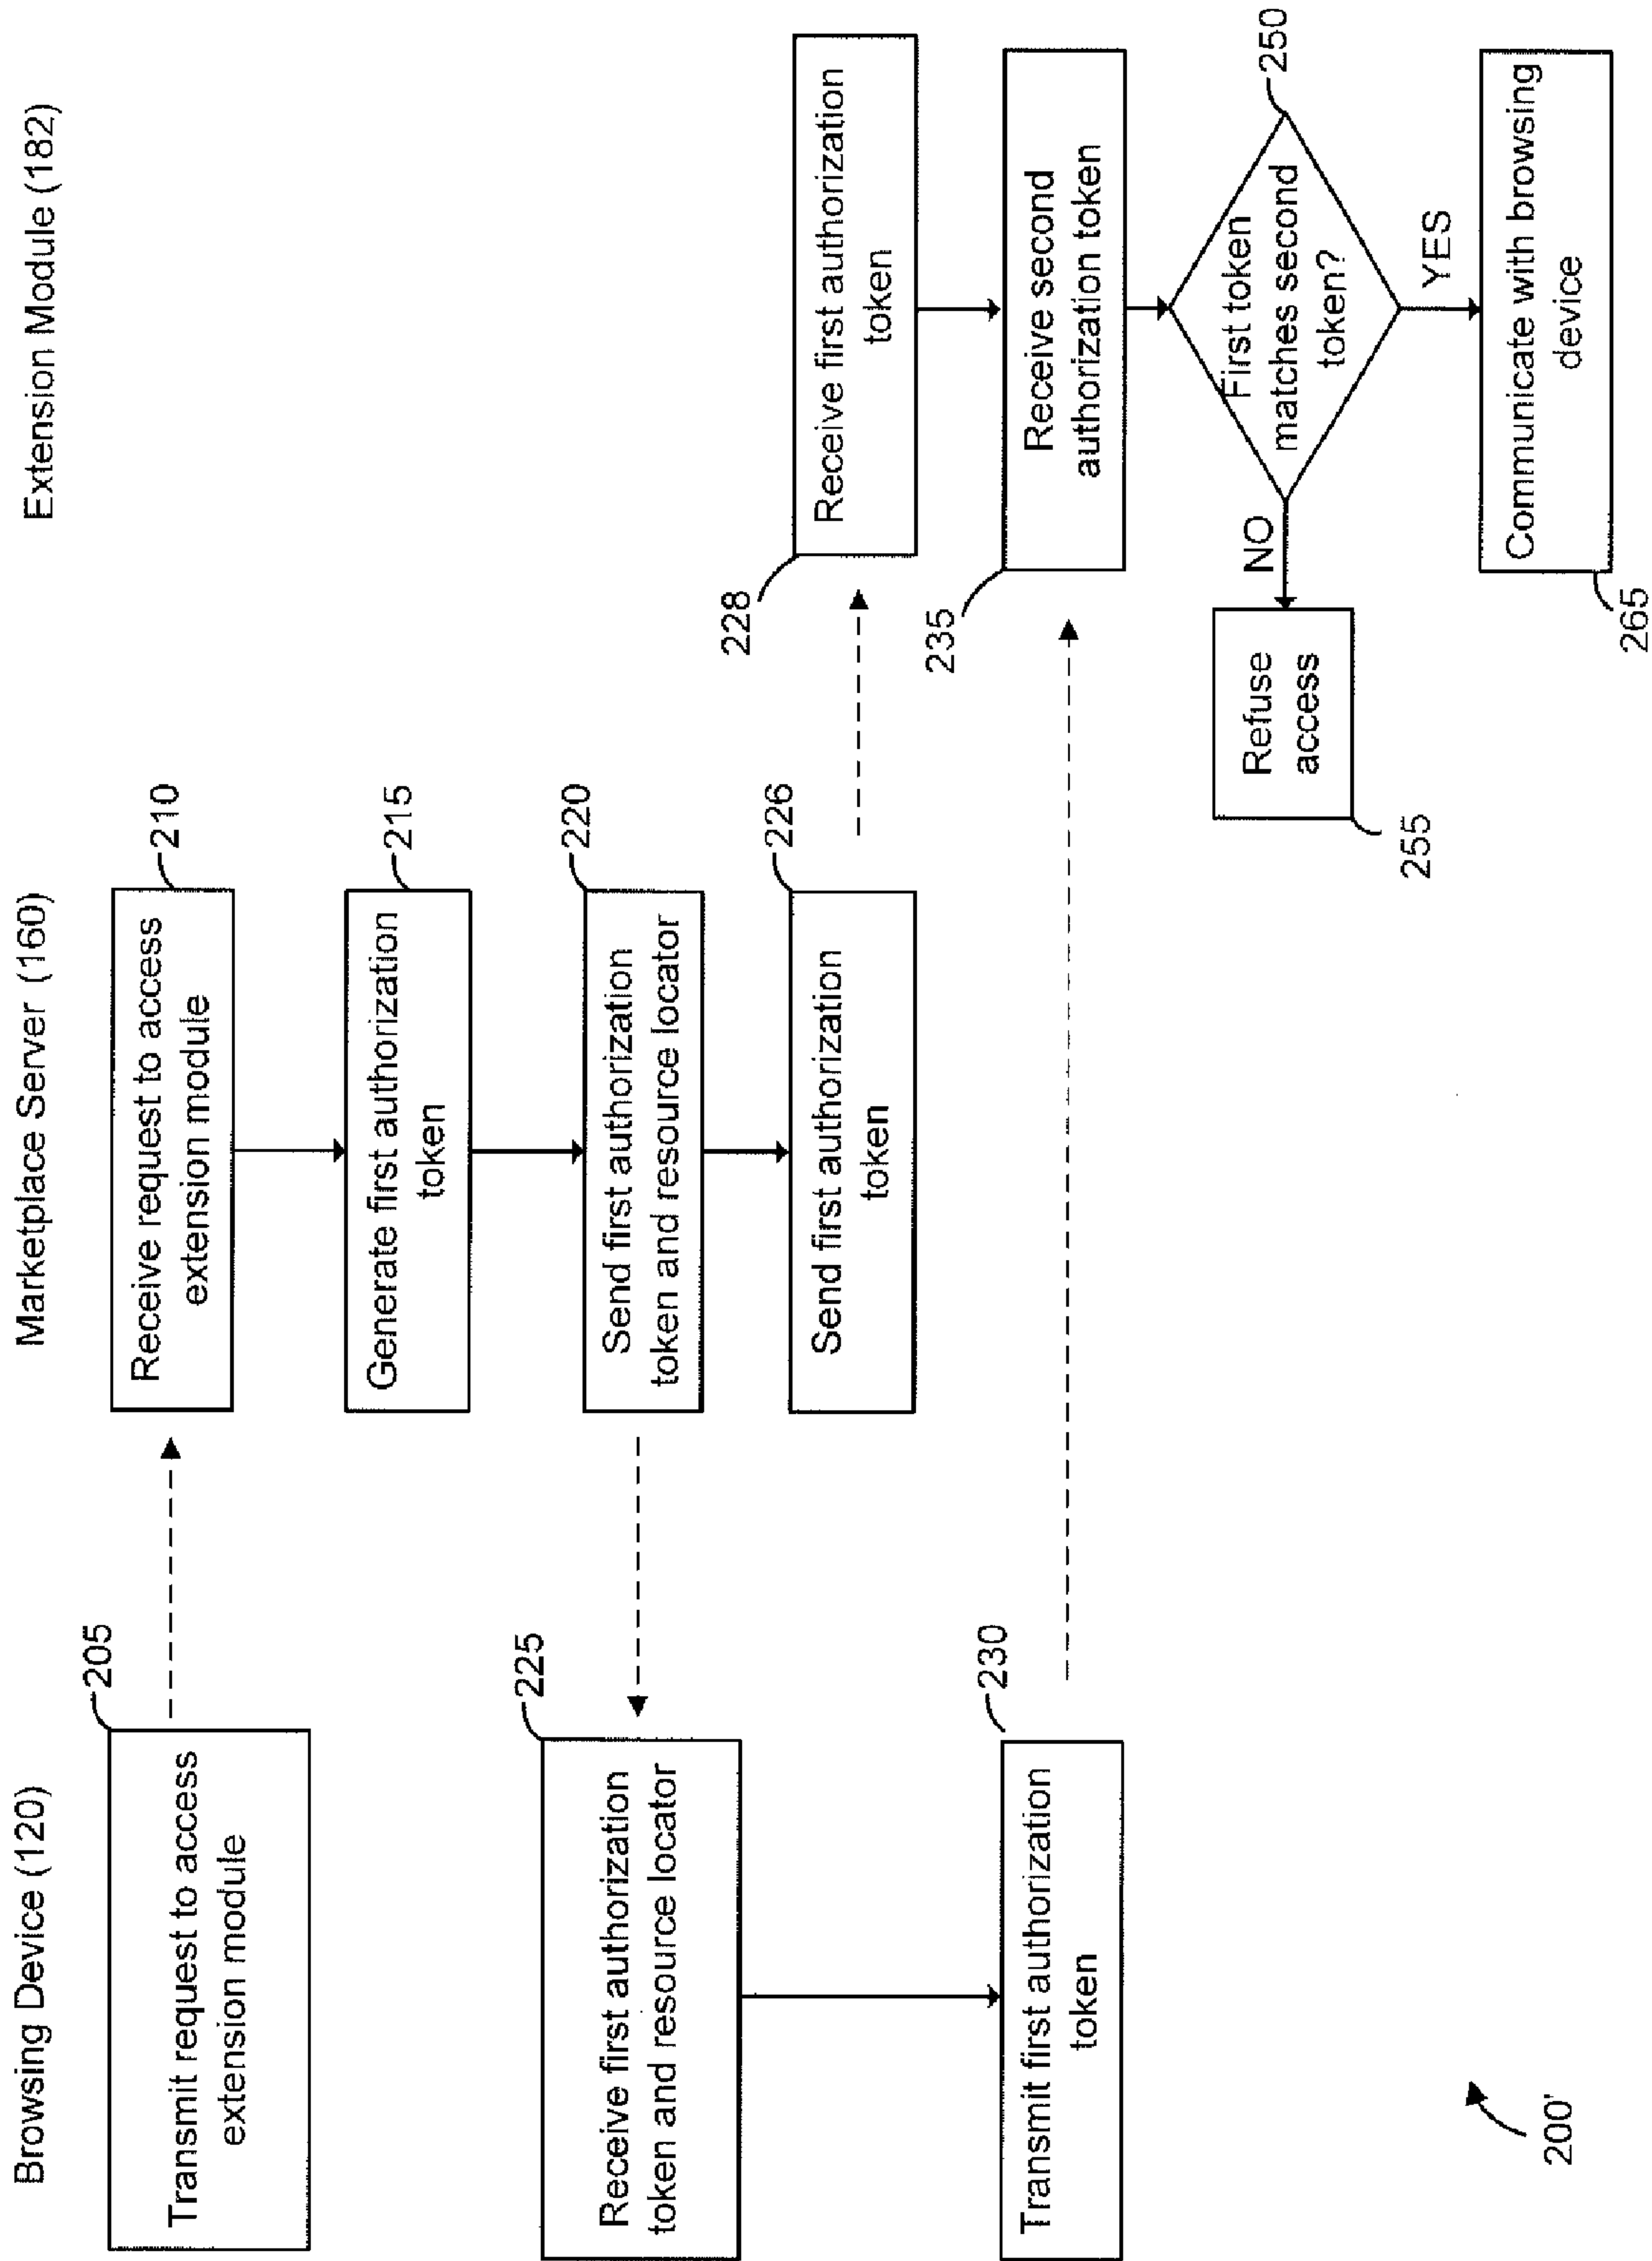 Browsing Device (120)
Marketplace Server (160)
Extension Module (182)
205
Transmit request to access
extension module
210
Receive request to access
extension module
215
Generate first authorization
token
220
Send first authorization
token and resource locator
225
Receive first authorization
token and resource locator
226
Send first authorization
token
228
Receive first authorization
token
230
Transmit first authorization
token
235
Receive second
authorization token
250
First token
matches second
token?
NO
YES
Refuse
access
255
Communicate with browsing
device
265
200'